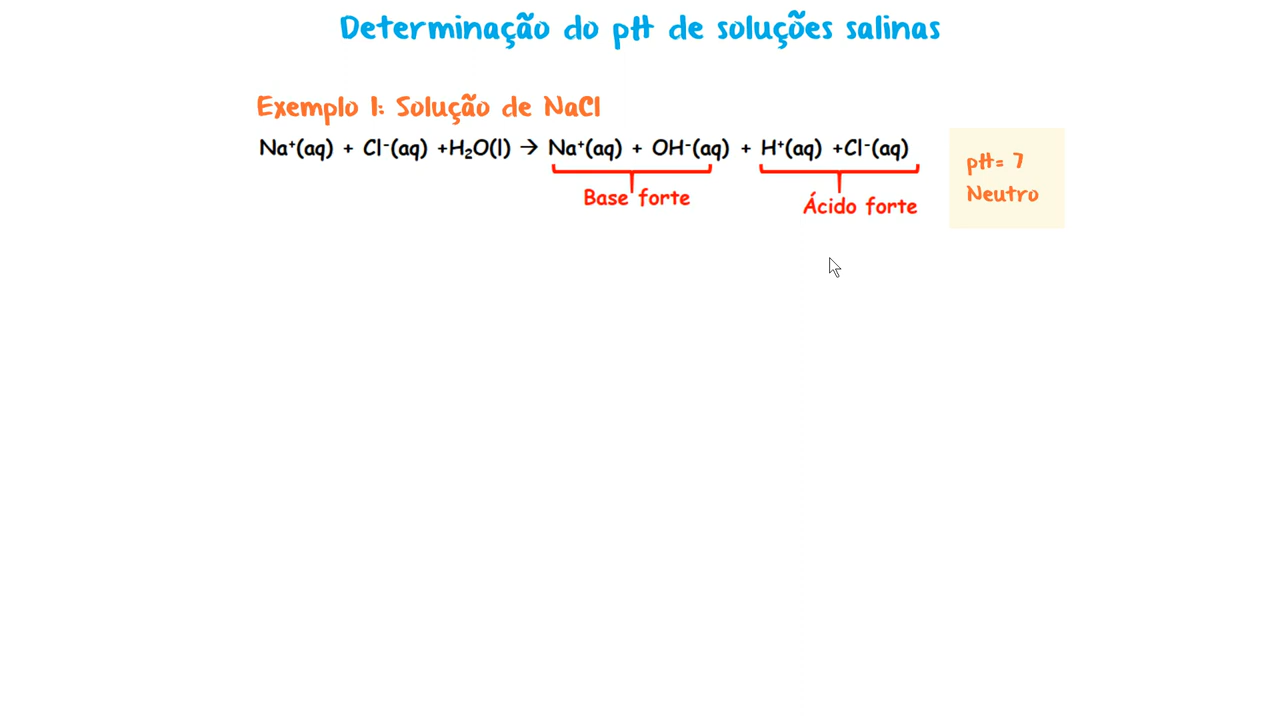 Determinação do pH de soluções salinas
Exemplo 1: Solução de NaCl
Na⁺(aq) + Cl⁻(aq) +H₂O(l) → Na⁺(aq) + OH⁻(aq) + H⁺(aq) +Cl⁻(aq)
Base forte
Ácido forte
pH= 7
Neutro